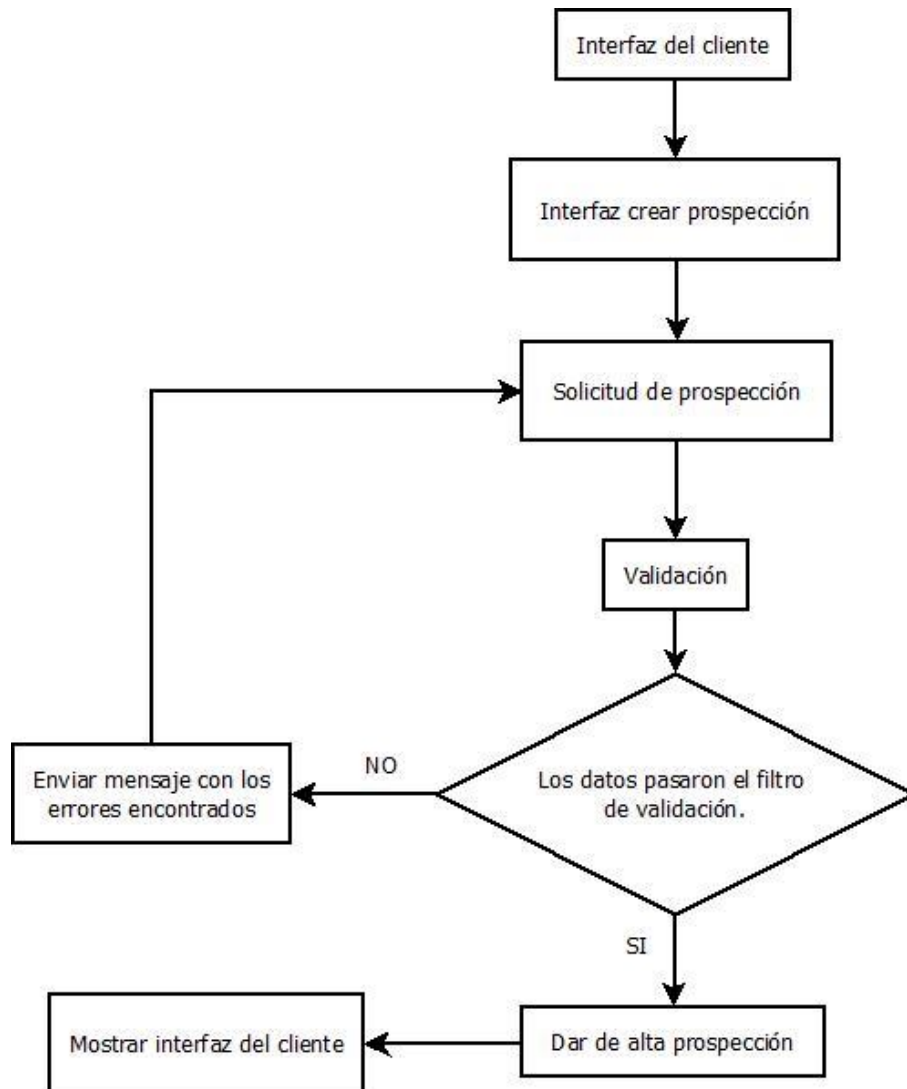 Interfaz del cliente
Interfaz crear prospección
Solicitud de prospección
Validación
Los datos pasaron el filtro
de validación.
NO
Enviar mensaje con los
errores encontrados
SI
Dar de alta prospección
Mostrar interfaz del cliente